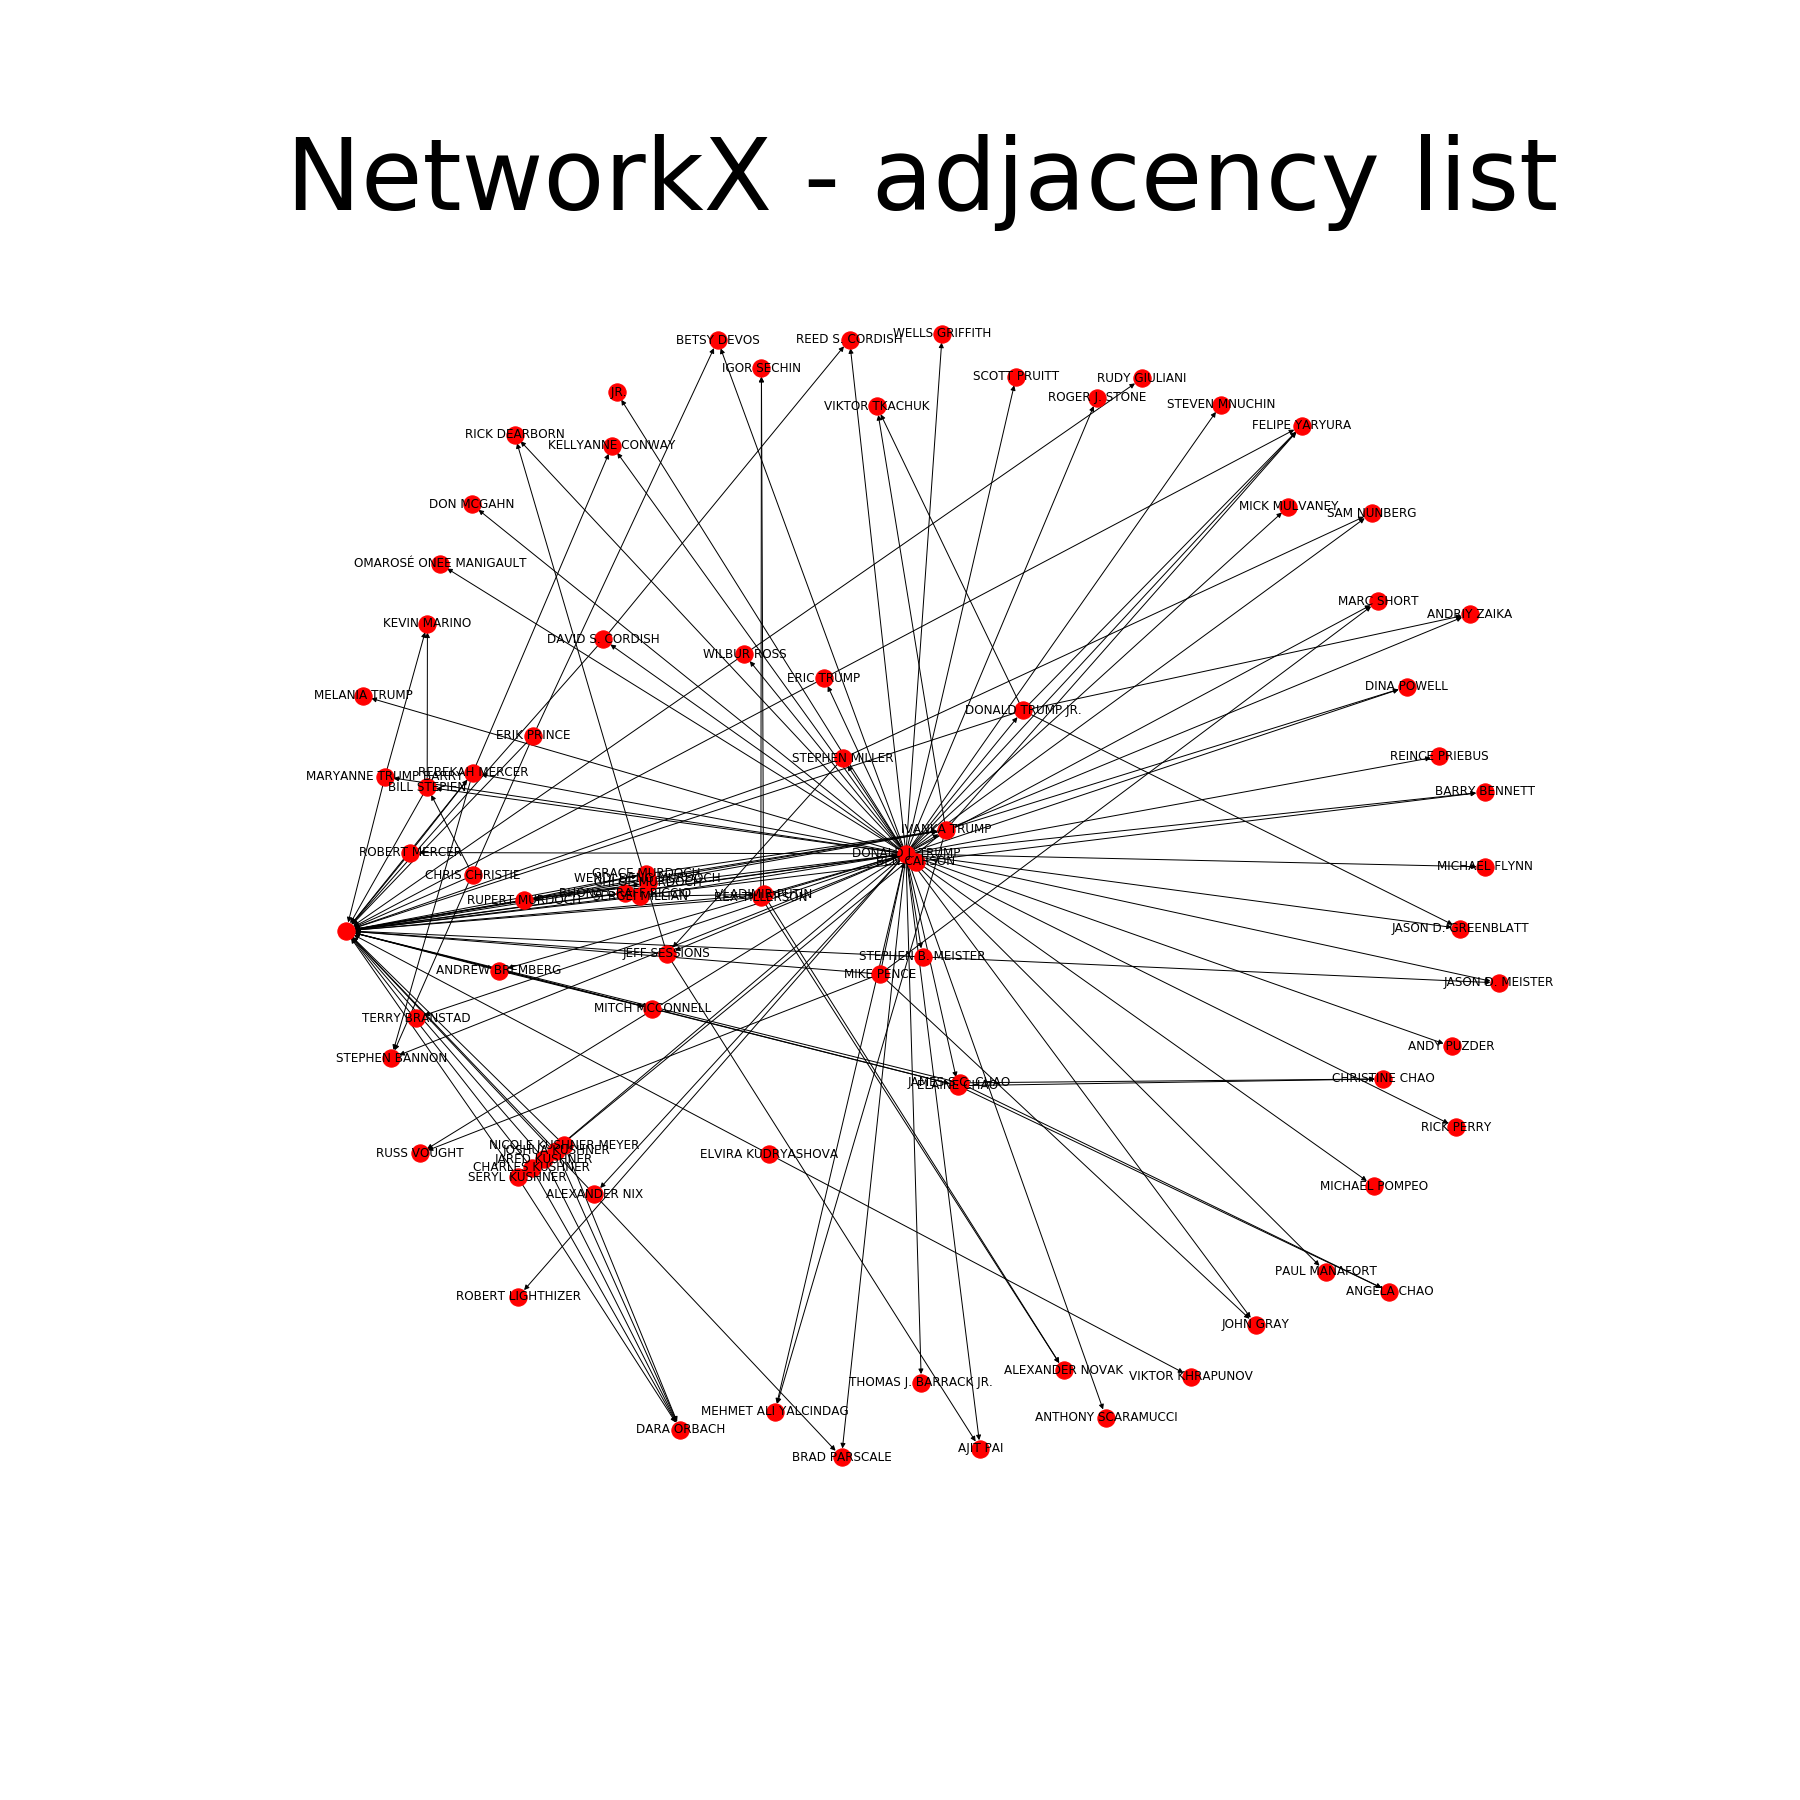 NetworkX - adjacency list
WELLS GRIFFITH
BETSY DEVOS
REED S. CORDISH
IGOR SECHIN
SCOTT PRUITT
RUDY GIULIANI
JR.
ROGER J. STONE
VIKTOR TKACHUK
STEVEN MNUCHIN
FELIPE YARYURA
RICK DEARBORN
KELLYANNE CONWAY
DON MCGAHN
MICK MULVANEY
SAM NUNBERG
OMAROSÉ ONEE MANIGAULT
MARC SHORT
ANDRIY ZAIKA
KEVIN MARINO
DAVID S. CORDISH
WILBUR ROSS
ERIC TRUMP
DINA POWELL
MELANIA TRUMP
DONALD TRUMP JR.
ERIK PRINCE
STEPHEN MILLER
REINCE PRIEBUS
REBEKAH MERCER
MARYANNE TRUMP BARRY
BILL STEPIEN
BARRY BENNETT
IVANKA TRUMP
ROBERT MERCER
DONALD J. TRUMP
BEN CARSON
MICHAEL FLYNN
CHRIS CHRISTIE
GRACE MURDOCH
RUPERT MURDOCH
VLADIMIR PUTIN
REX TILLERSON
JASON D. GREENBLATT
JEFF SESSIONS
STEPHEN B. MEISTER
ANDREW BREMBERG
MIKE PENCE
JASON D. MEISTER
MITCH MCCONNELL
TERRY BRANSTAD
ANDY PUZDER
STEPHEN BANNON
JAMES S.C. CHAO
ELAINE CHAO
CHRISTINE CHAO
RICK PERRY
NICOLE KUSHNER MEYER
JOSHUA KUSHNER
RUSS VOUGHT
ELVIRA KUDRYASHOVA
JARED KUSHNER
CHARLES KUSHNER
SERYL KUSHNER
MICHAEL POMPEO
ALEXANDER NIX
PAUL MANAFORT
ANGELA CHAO
ROBERT LIGHTHIZER
JOHN GRAY
ALEXANDER NOVAK
VIKTOR KHRAPUNOV
THOMAS J. BARRACK JR.
MEHMET ALI YALCINDAG
ANTHONY SCARAMUCCI
DARA ORBACH
AJIT PAI
BRAD PARSCALE